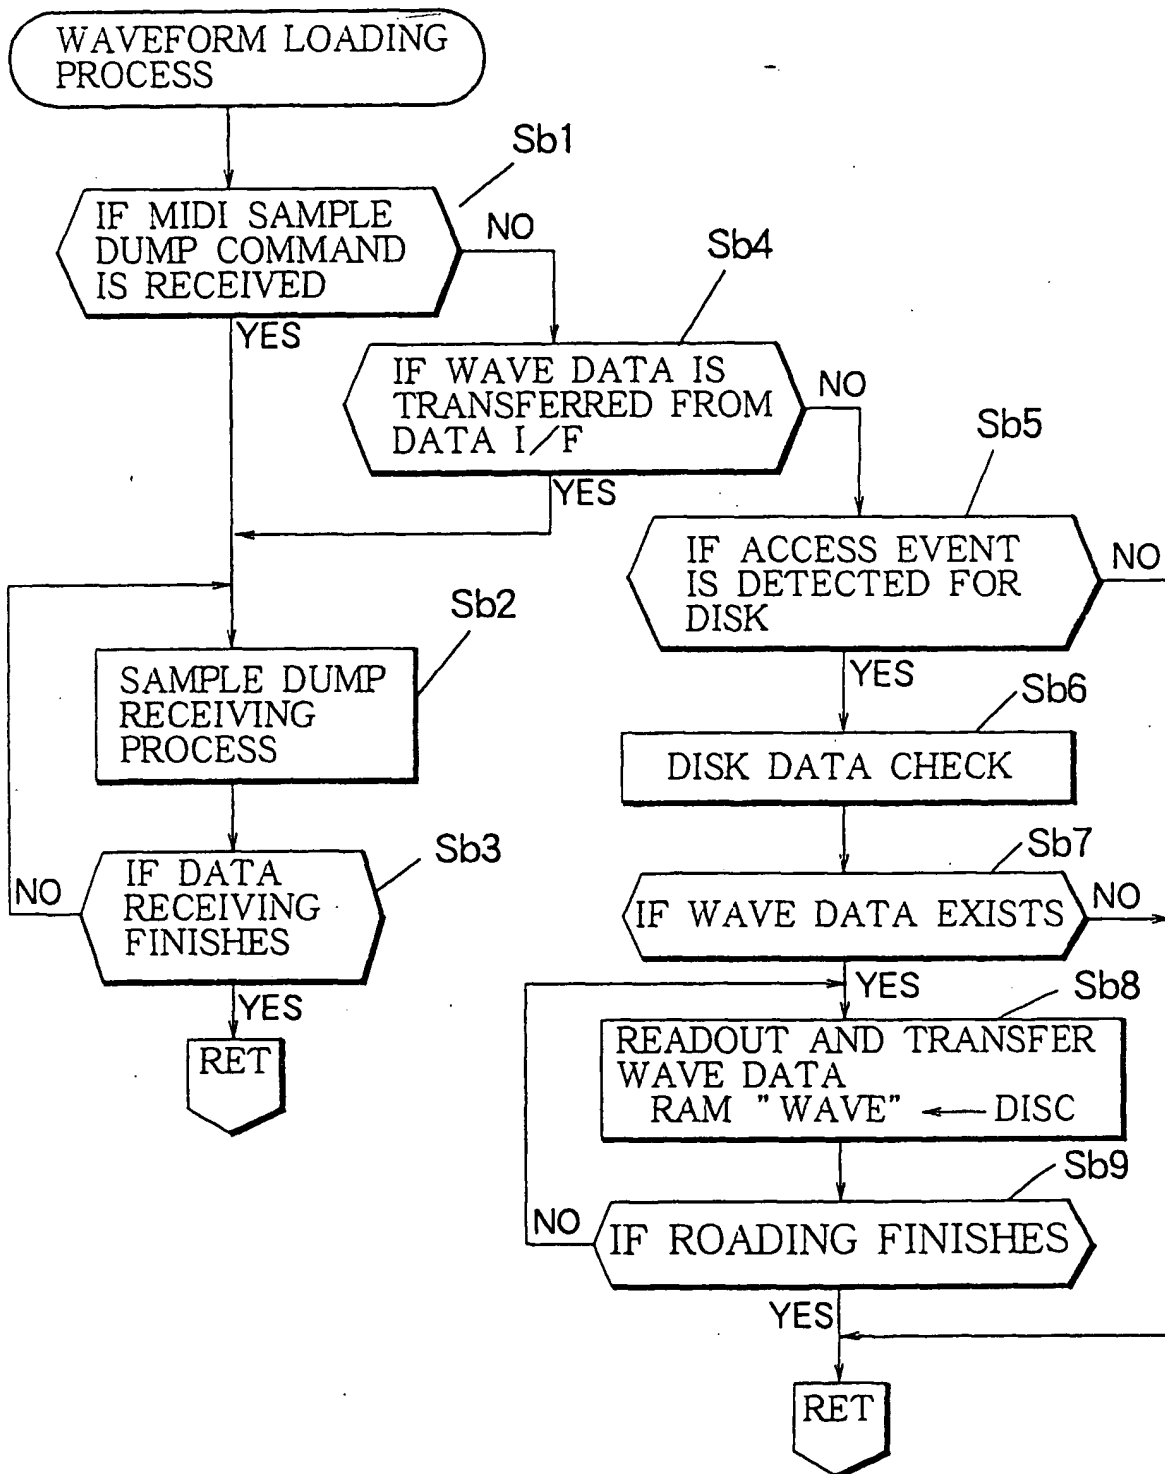 WAVEFORM LOADING
PROCESS
Sb1
IF MIDI SAMPLE
DUMP COMMAND
IS RECEIVED
NO
YES
Sb4
IF WAVE DATA IS
TRANSFERRED FROM
DATA I/F
NO
YES
Sb5
IF ACCESS EVENT
IS DETECTED FOR
DISK
NO
YES
Sb2
SAMPLE DUMP
RECEIVING
PROCESS
Sb6
DISK DATA CHECK
Sb3
IF DATA
RECEIVING
FINISHES
NO
YES
RET
Sb7
IF WAVE DATA EXISTS
NO
YES
Sb8
READOUT AND TRANSFER
WAVE DATA
RAM "WAVE" ← DISC
Sb9
IF ROADING FINISHES
NO
YES
RET